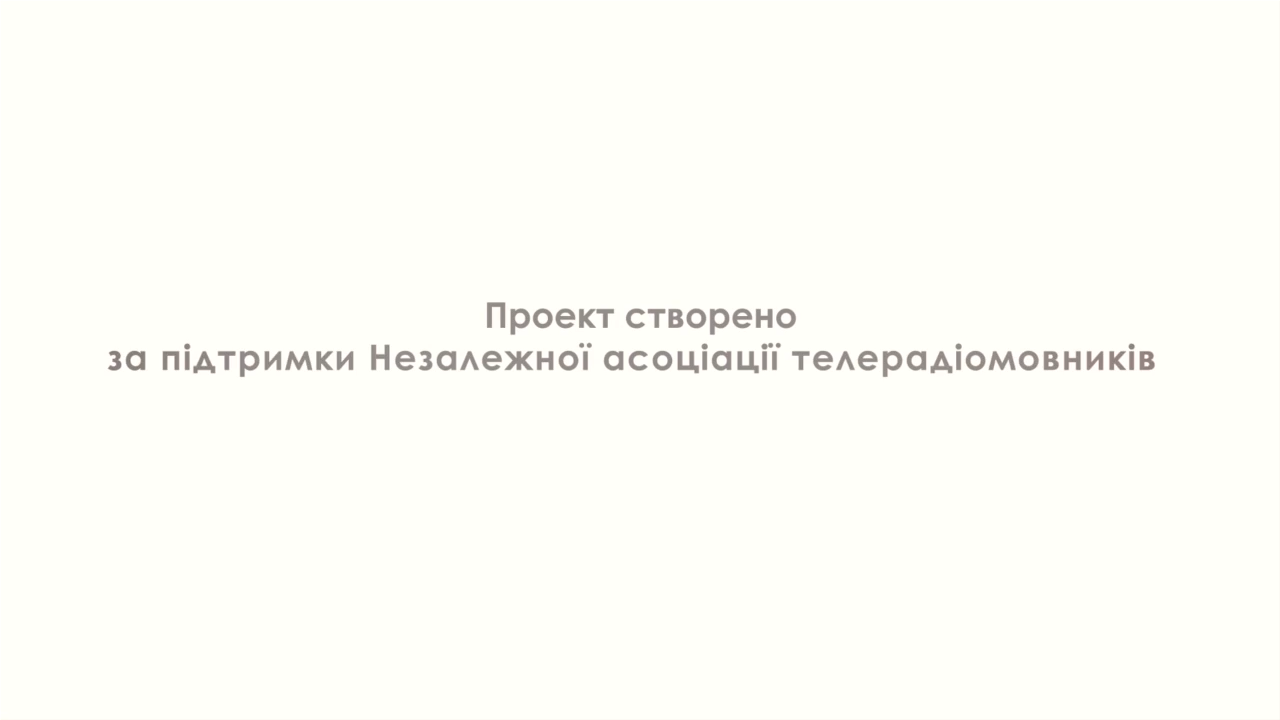 Проект створено
за підтримки Незалежної асоціації телерадіомовників